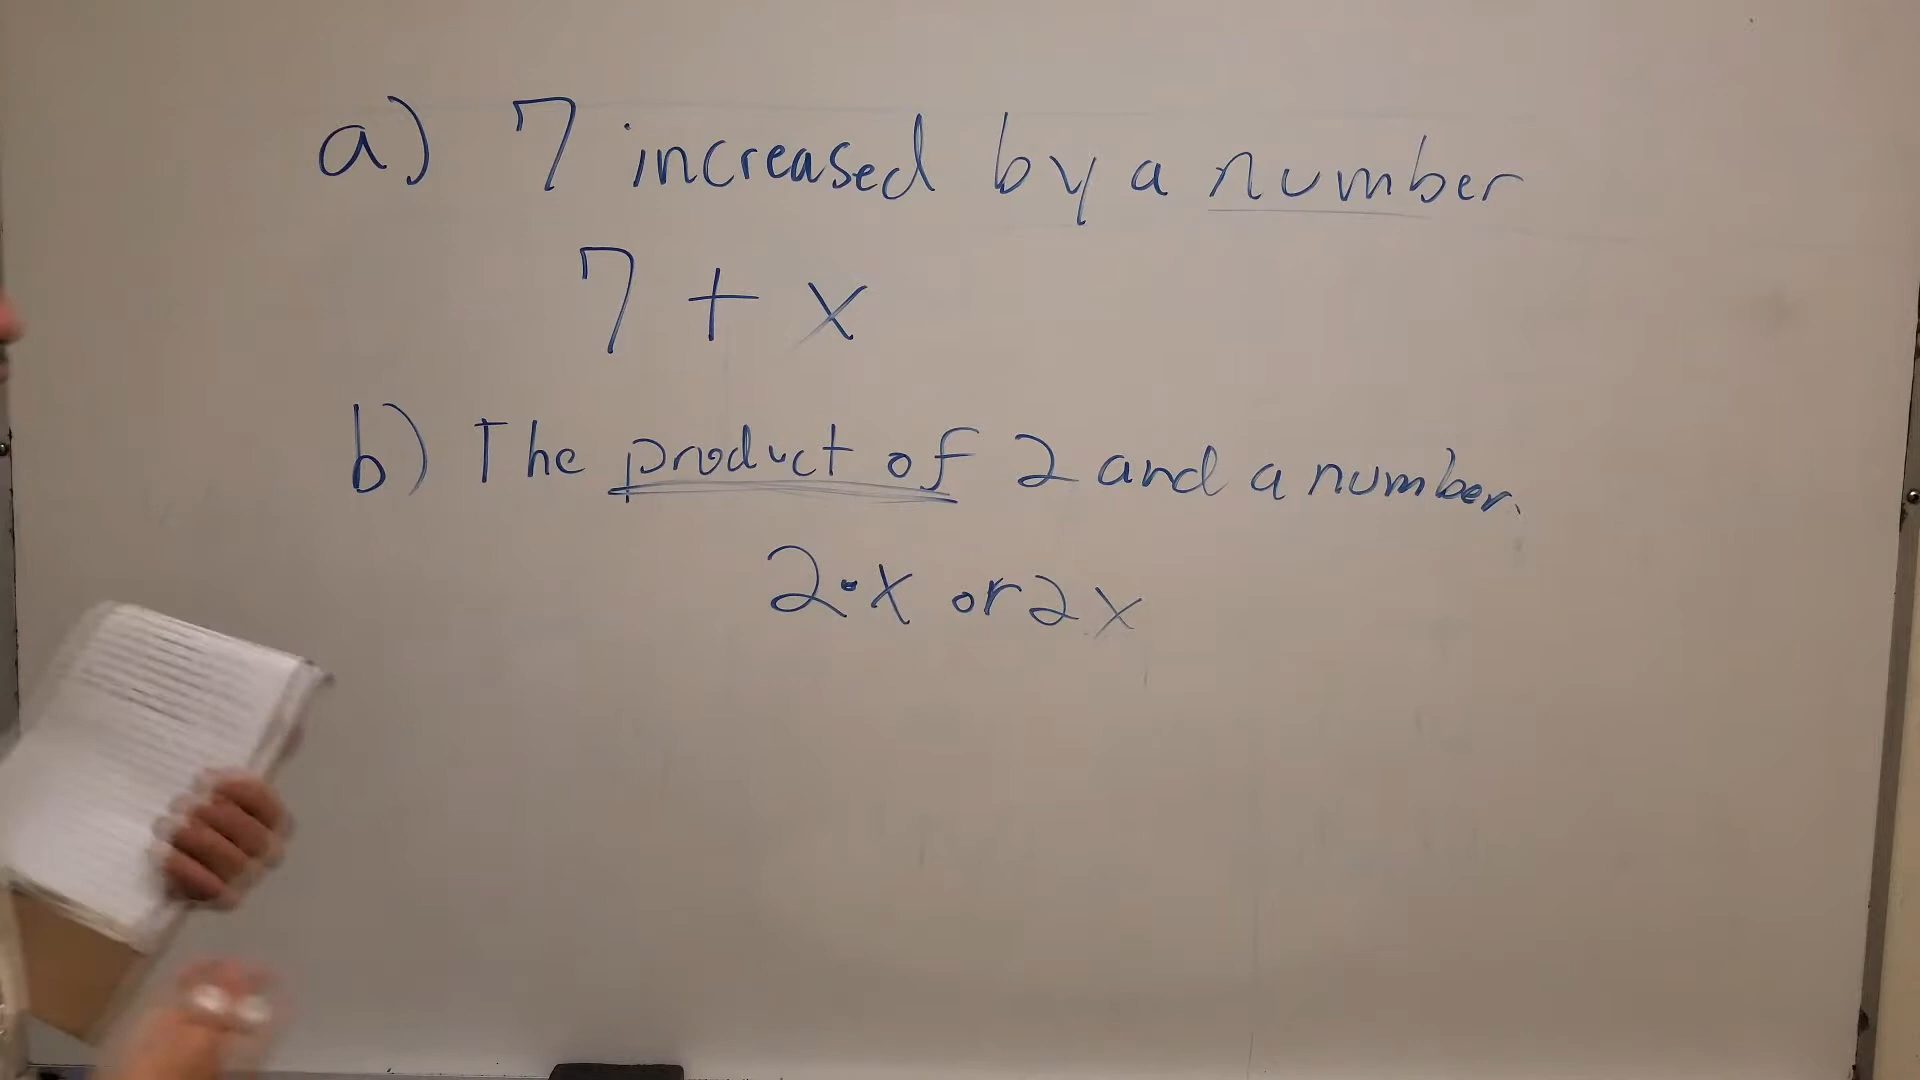 a) 7 increased by a number
7 + x
b) The product of 2 and a number.
2·x or 2x